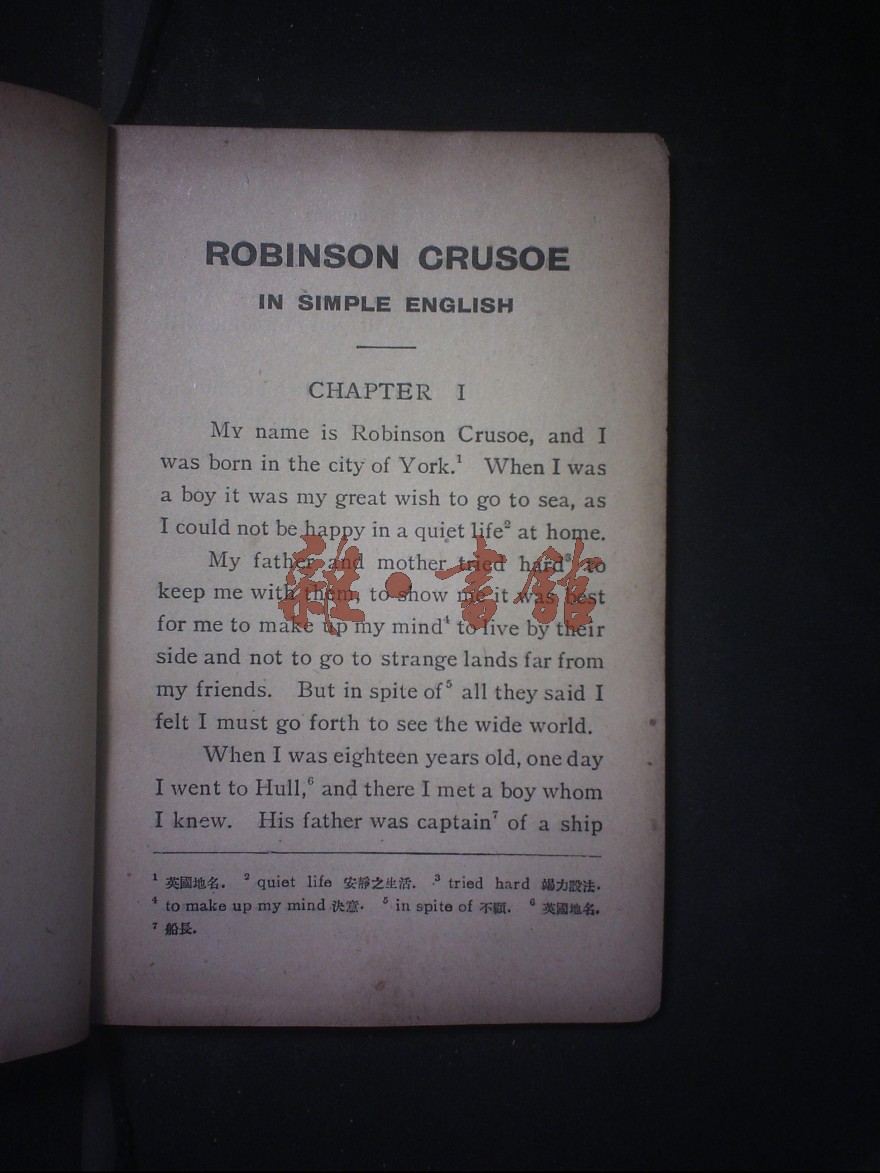 ROBINSON CRUSOE
IN SIMPLE ENGLISH
CHAPTER I
My name is Robinson Crusoe, and I
was born in the city of York.¹ When I was
a boy it was my great wish to go to sea, as
I could not be happy in a quiet life² at home.
My father and mother tried hard³ to
keep me with them, to show me it was best
for me to make up my mind⁴ to live by their
side and not to go to strange lands far from
my friends. But in spite of⁵ all they said I
felt I must go forth to see the wide world.
When I was eighteen years old, one day
I went to Hull,⁶ and there I met a boy whom
I knew. His father was captain⁷ of a ship
¹ 英國地名. ² quiet life 安靜之生活. ³ tried hard 竭力設法.
⁴ to make up my mind 決意. ⁵ in spite of 不顧. ⁶ 英國地名.
⁷ 船長.
雜·書館